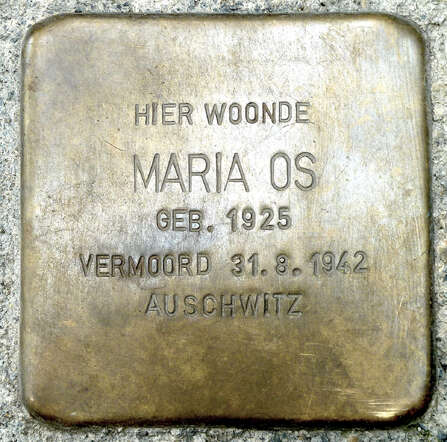 HIER WOONDE
MARIA OS
GEB. 1925
VERMOORD 31.8.1942
AUSCHWITZ